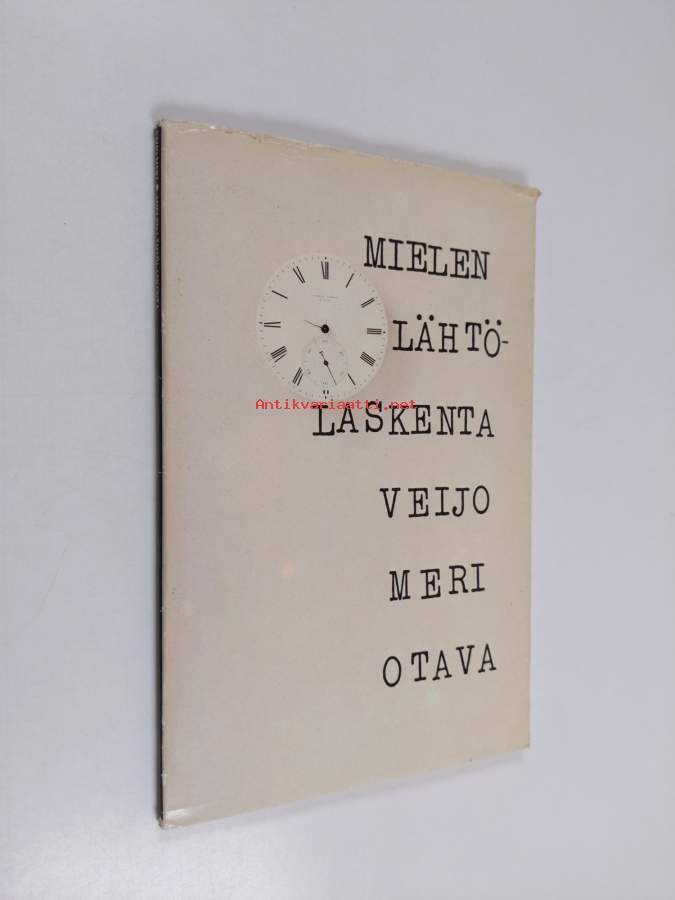 MIELEN
LÄHTÖ-
Antikvariaatti.net
LASKENTA
VEIJO
MERI
OTAVA